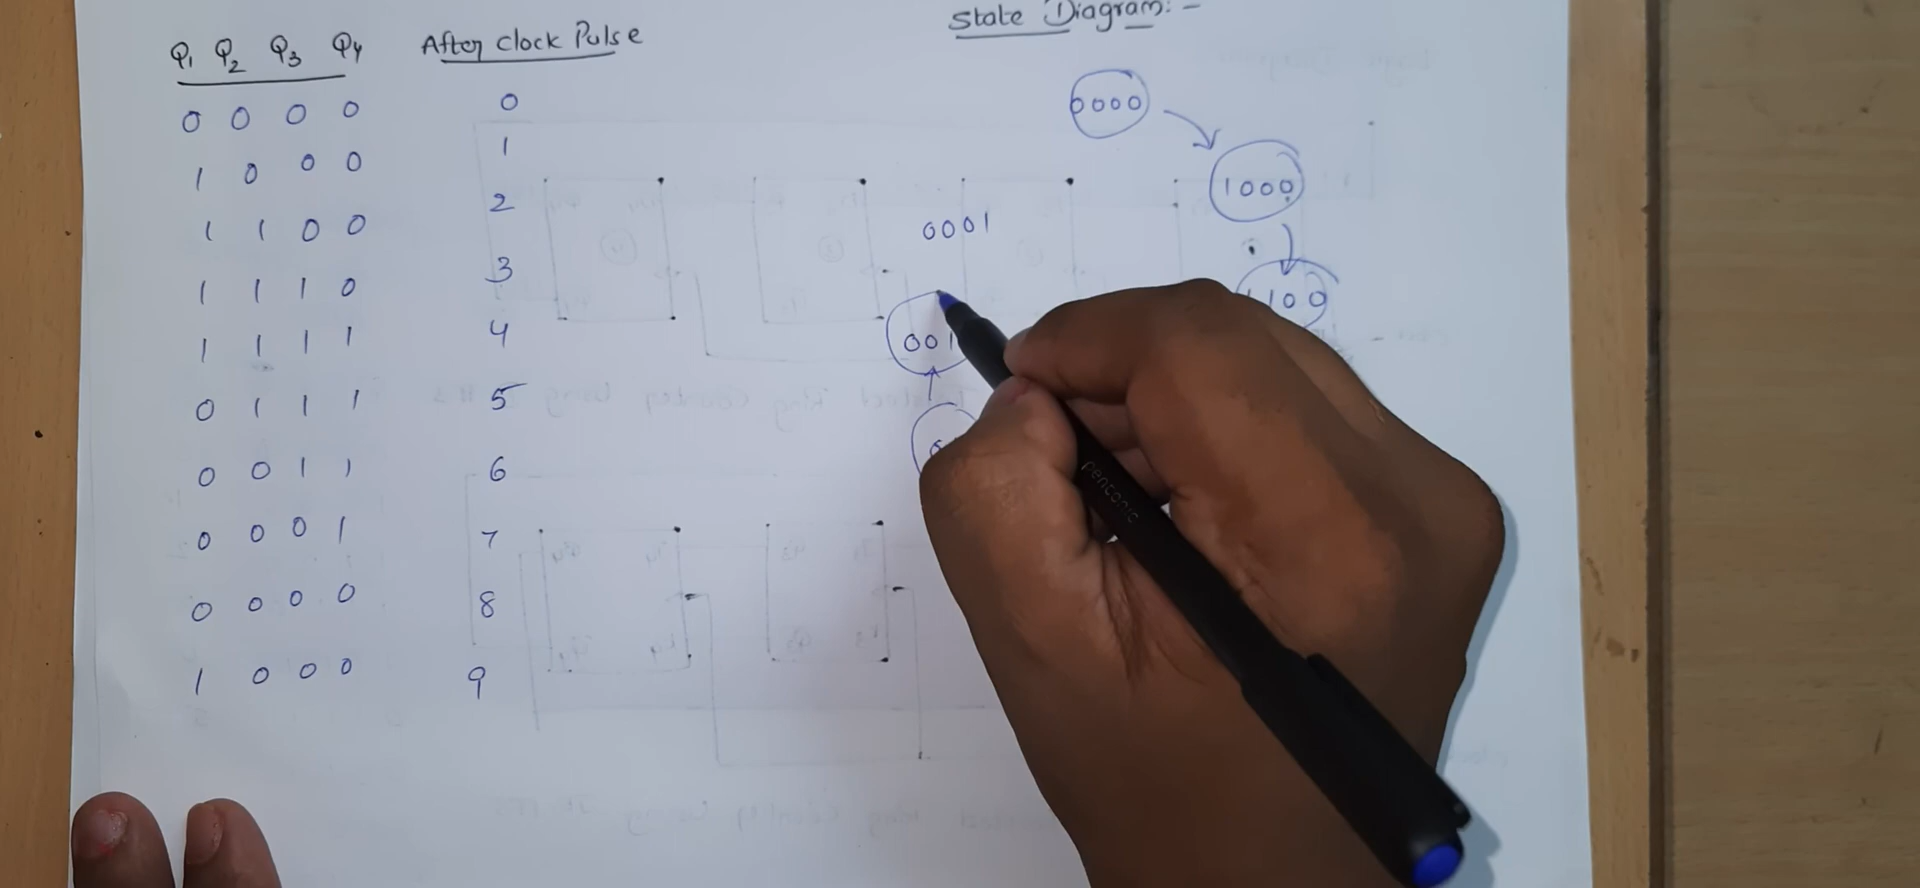 State Diagram: -
Q1 Q2 Q3 Q4 After Clock Pulse
0 0 0 0 0
1 0 0 0 1
1 1 0 0 2
1 1 1 0 3
1 1 1 1 4
0 1 1 1 5
0 0 1 1 6
0 0 0 1 7
0 0 0 0 8
1 0 0 0 9
0000
1000
1100
0001
001
pentonic